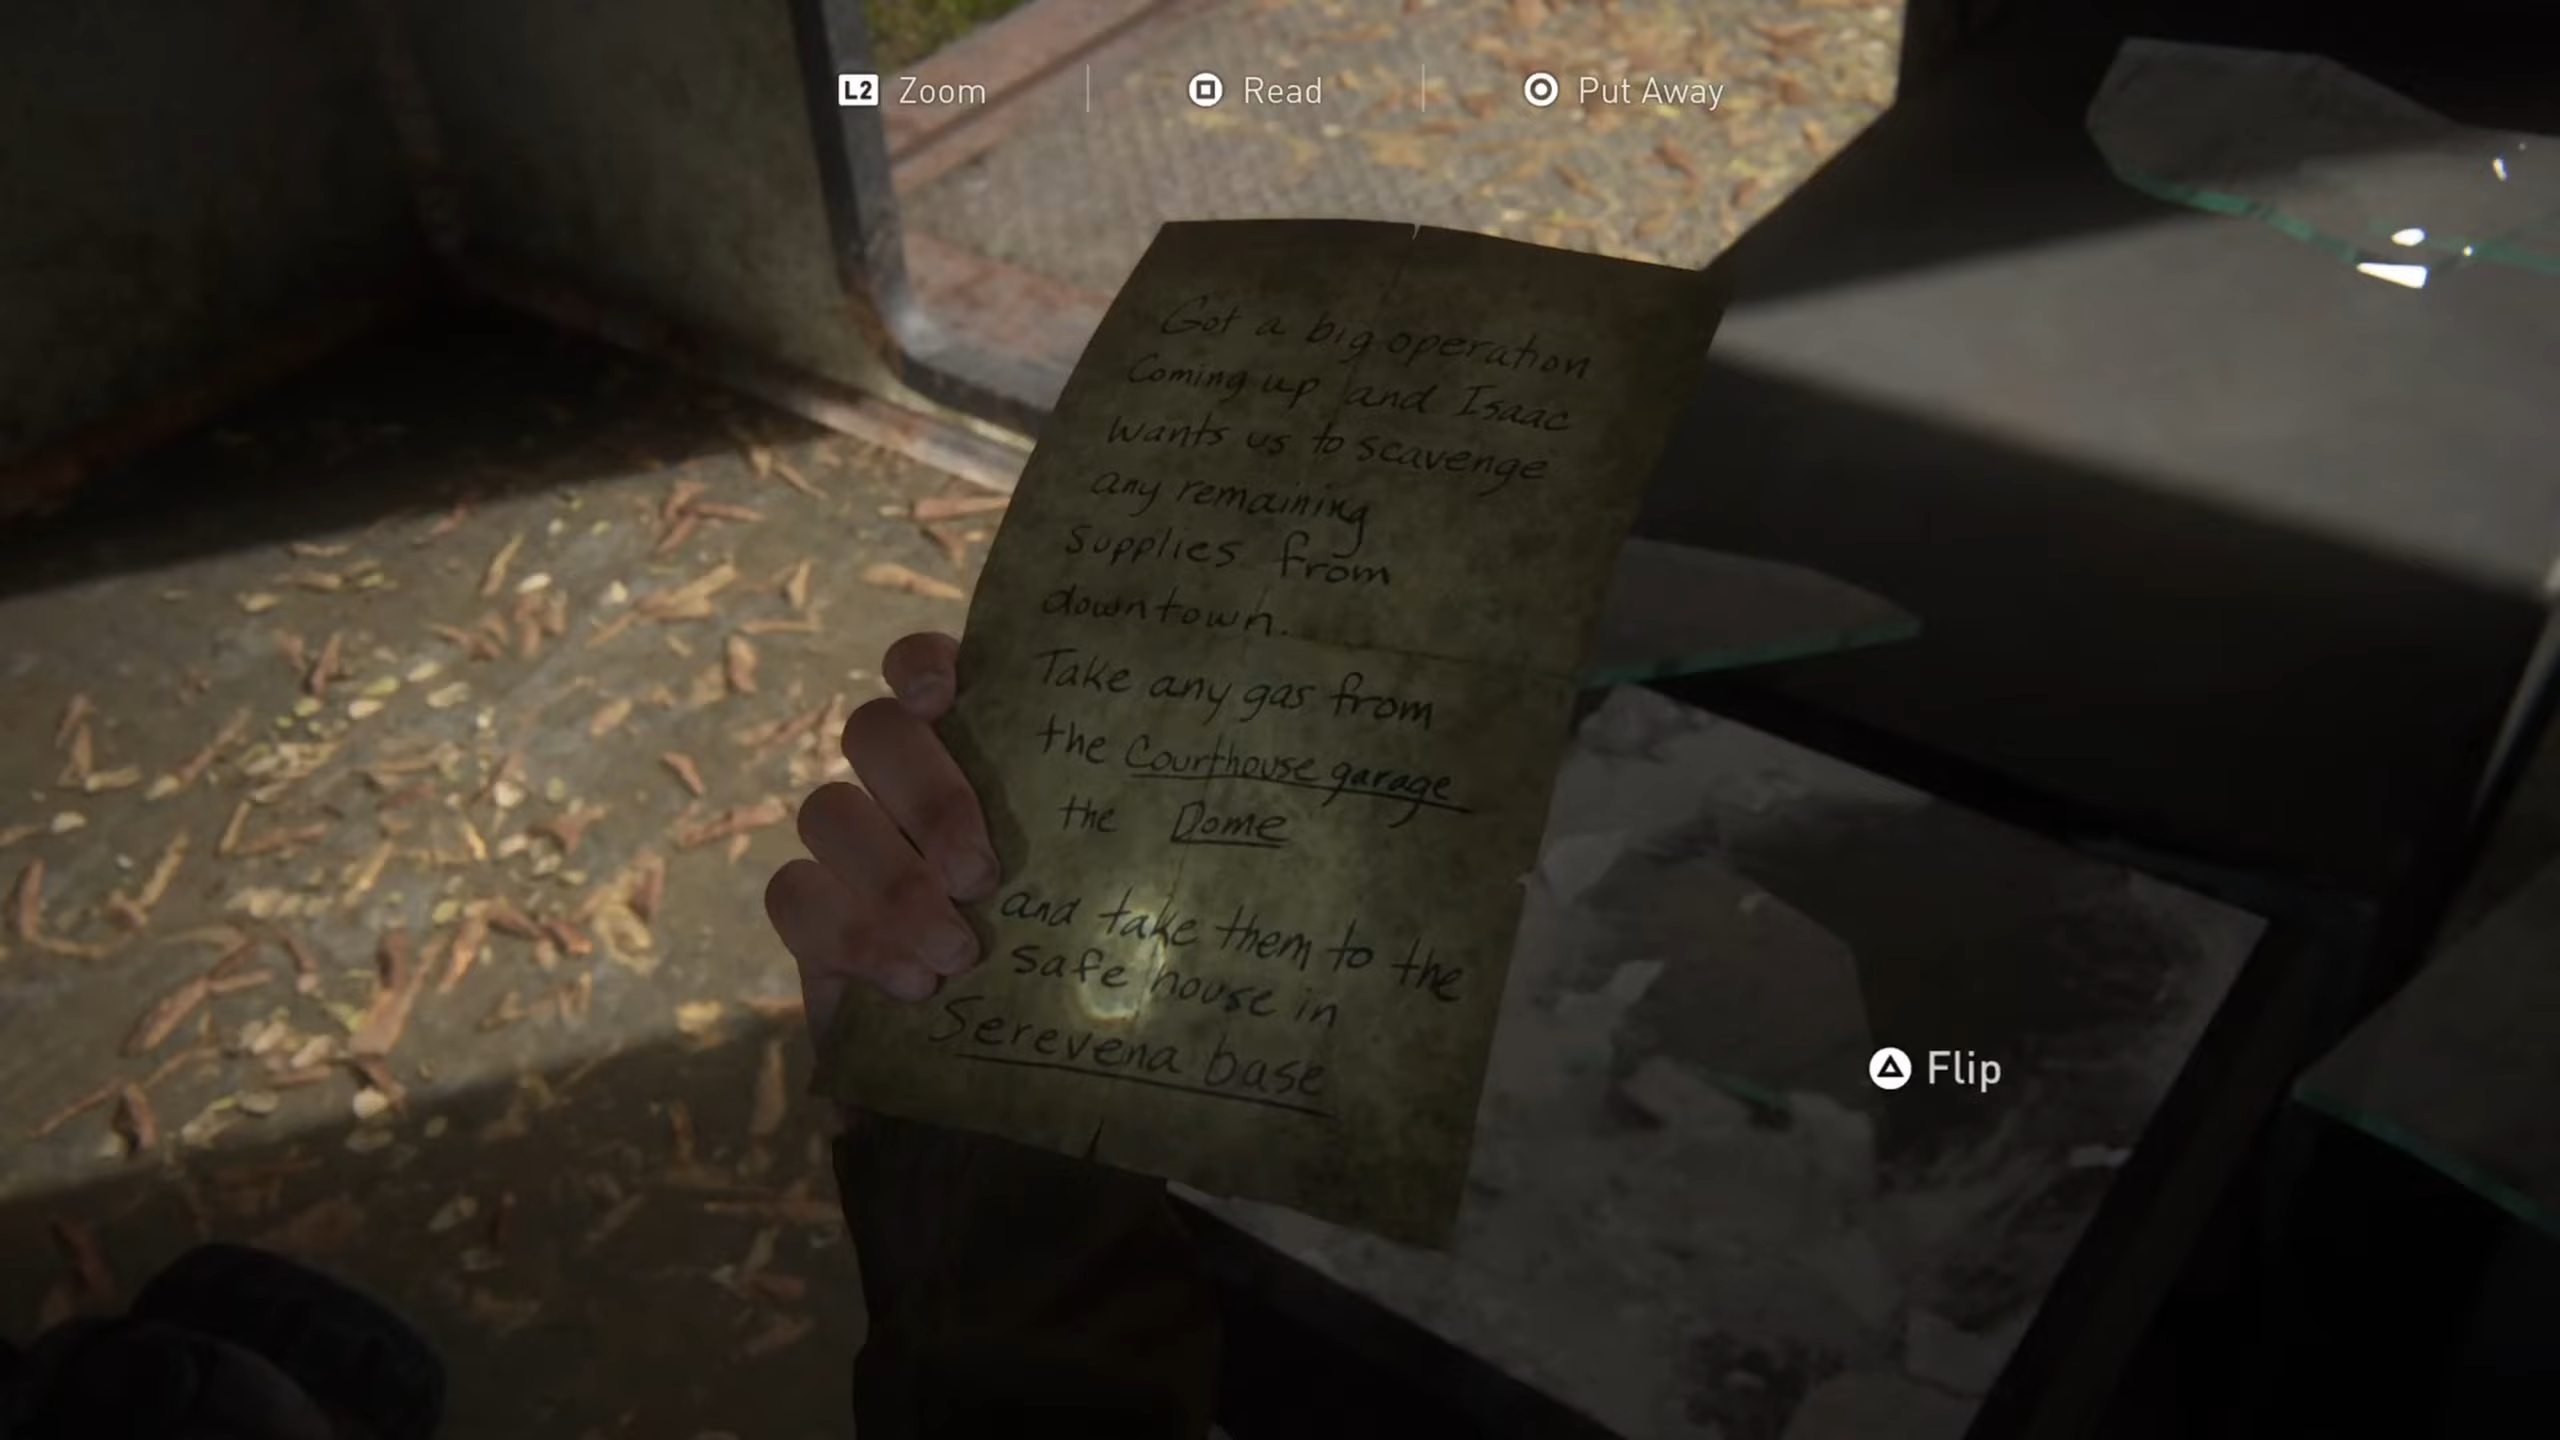 L2 Zoom | Read | Put Away
Got a big operation
Coming up and Isaac
wants us to scavenge
any remaining
supplies from
downtown.
Take any gas from
the Courthouse garage
the Dome
and take them to the
safe house in
Serevena base
Flip